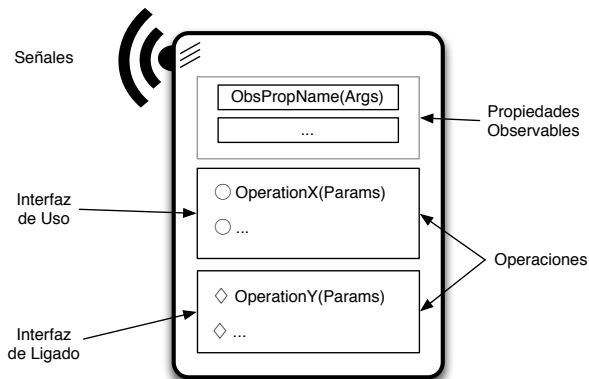 Señales
ObsPropName(Args)
...
Propiedades
Observables
Interfaz
de Uso
OperationX(Params)
...
Operaciones
OperationY(Params)
...
Interfaz
de Ligado